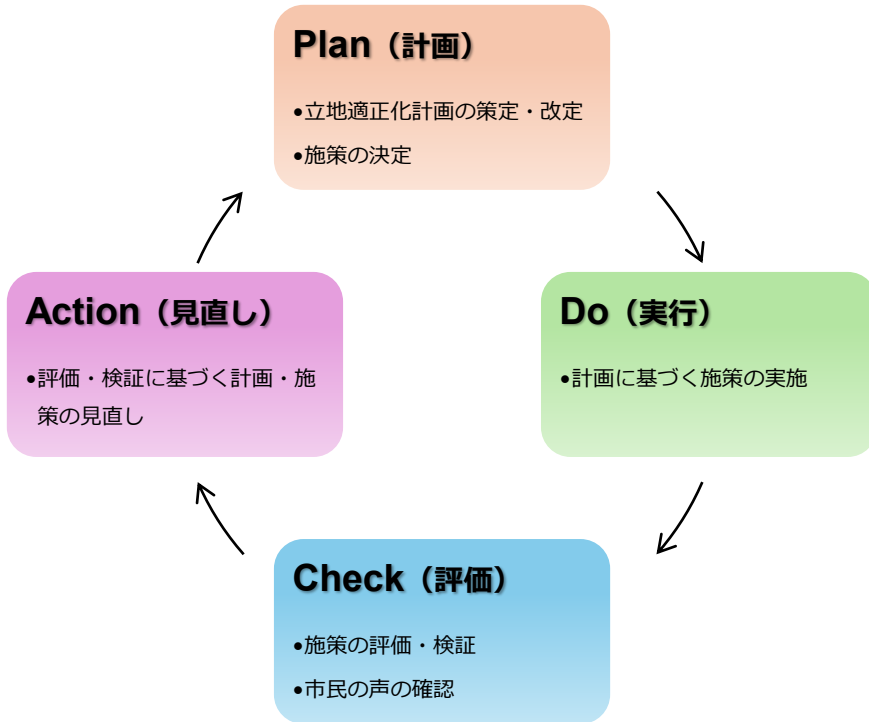 Plan（計画）
•立地適正化計画の策定・改定
•施策の決定
Action（見直し）
•評価・検証に基づく計画・施
策の見直し
Do（実行）
•計画に基づく施策の実施
Check（評価）
•施策の評価・検証
•市民の声の確認